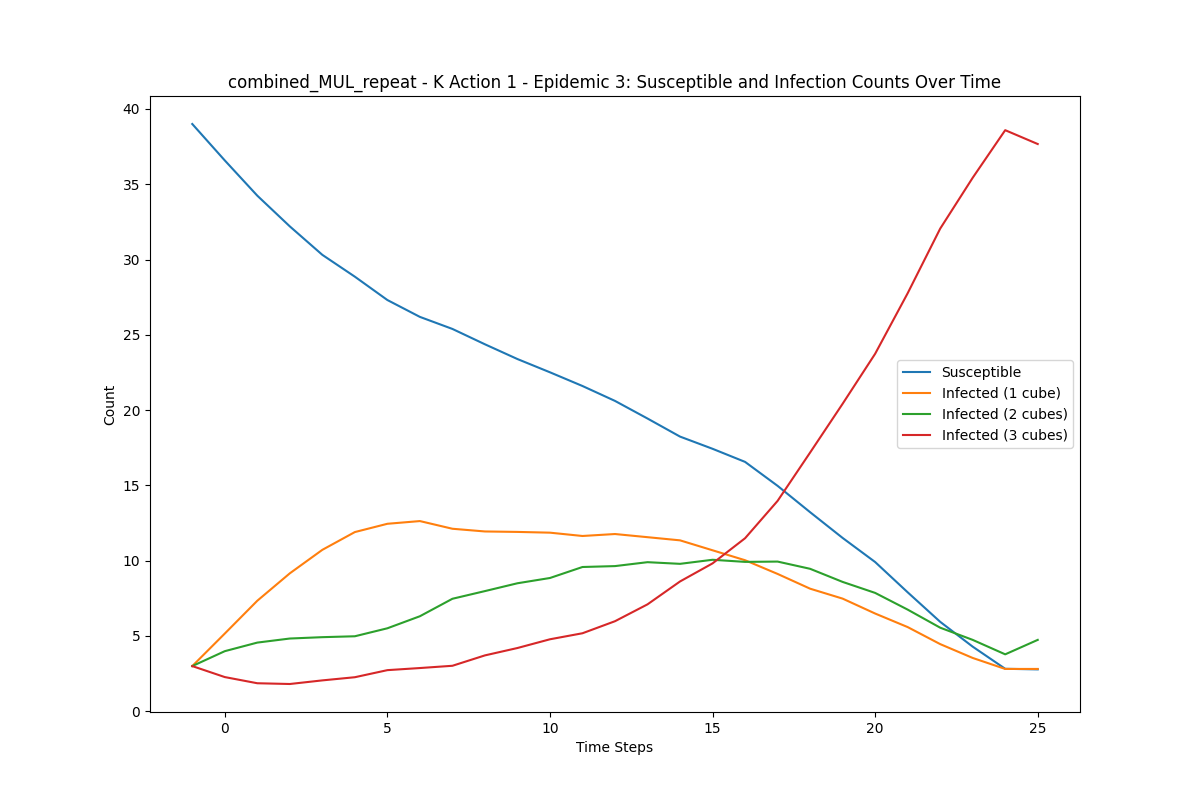 combined_MUL_repeat - K Action 1 - Epidemic 3: Susceptible and Infection Counts Over Time
40
35
30
25
20
15
10
5
0
Count
Susceptible
Infected (1 cube)
Infected (2 cubes)
Infected (3 cubes)
0 5 10 15 20 25
Time Steps